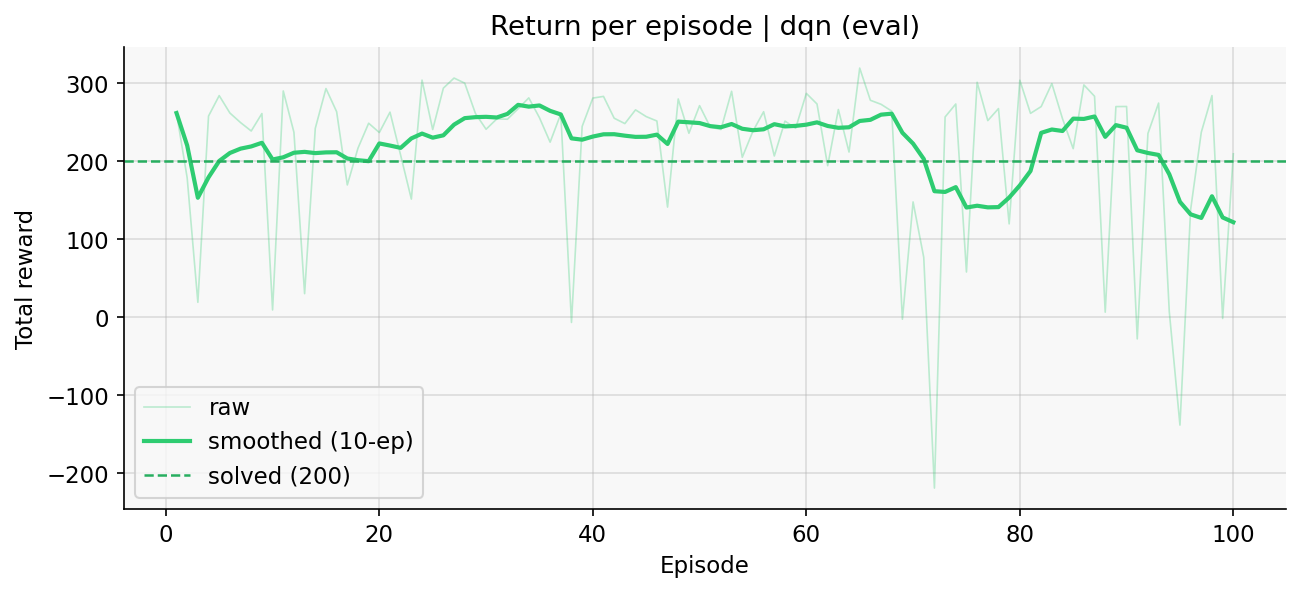 Return per episode | dqn (eval)
Total reward
300
200
100
0
−100
−200
raw
smoothed (10-ep)
solved (200)
0
20
40
60
80
100
Episode